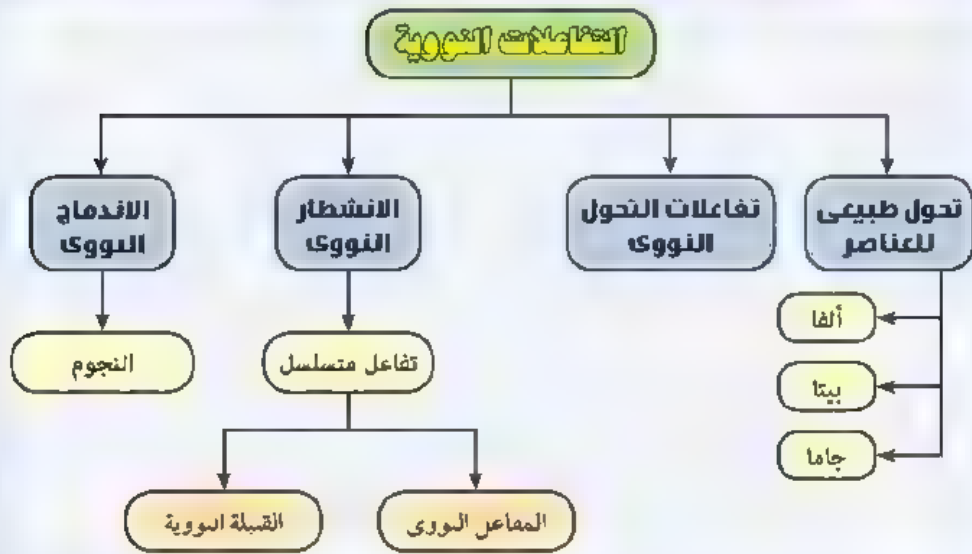 التفاعلات النووية
تحول طبيعى
للعناصر
تفاعلات التحول
النووى
الانشطار
النووى
الاندماج
النووى
ألفا
بيتا
جاما
تفاعل متسلسل
النجوم
المفاعل النووى
القنبلة النووية